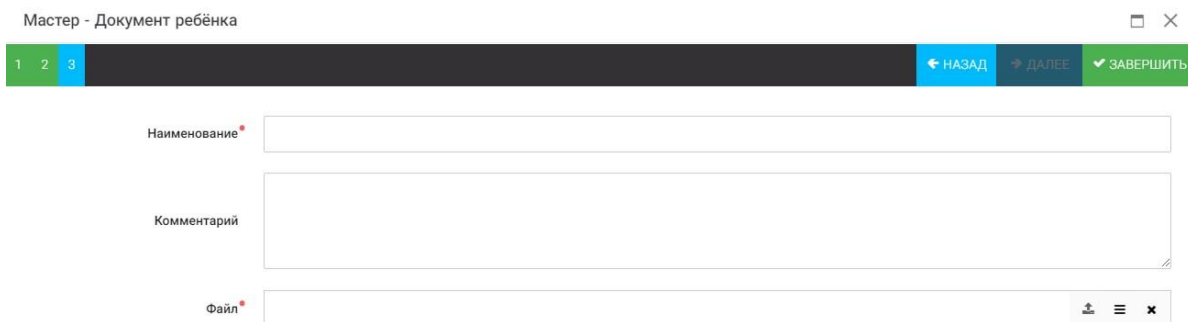 Мастер - Документ ребёнка
1 2 3 НАЗАД ДАЛЕЕ ЗАВЕРШИТЬ
Наименование
Комментарий
Файл